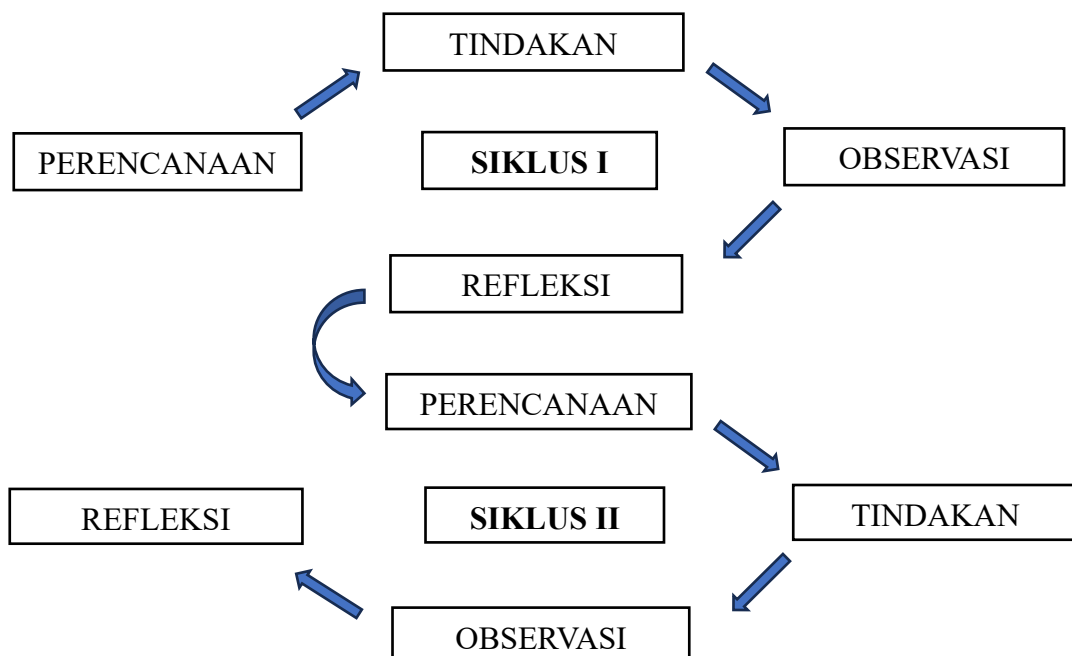 TINDAKAN
PERENCANAAN
SIKLUS I
OBSERVASI
REFLEKSI
PERENCANAAN
REFLEKSI
SIKLUS II
TINDAKAN
OBSERVASI